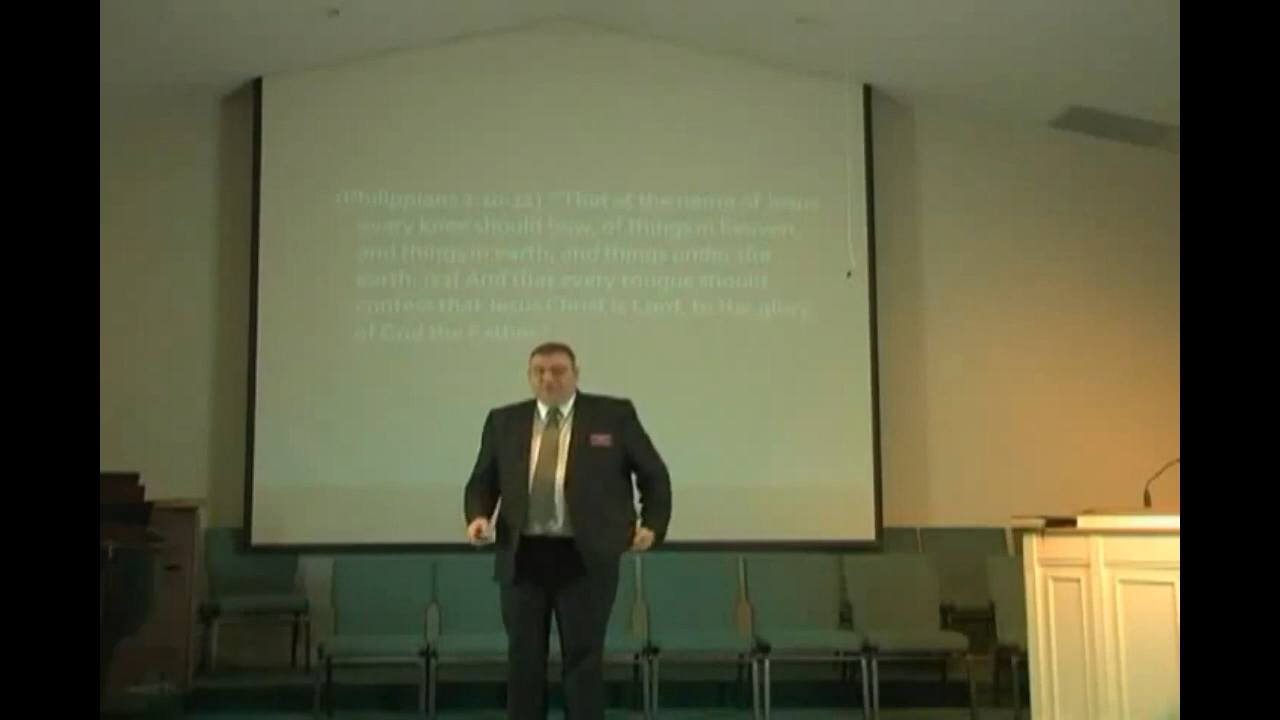 (Philippians 2:10-11) "That at the name of Jesus
every knee should bow, of things in heaven,
and things in earth, and things under the
earth; (11) And that every tongue should
confess that Jesus Christ is Lord, to the glory
of God the Father."